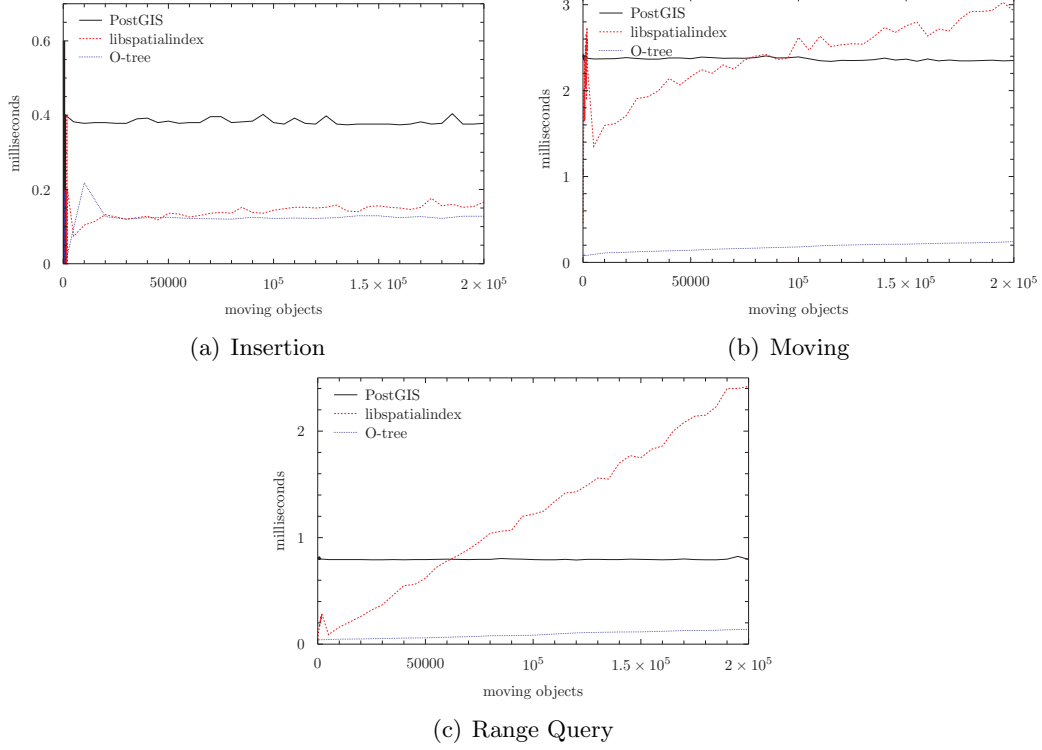 PostGIS
libspatialindex
O-tree
0.6
0.4
0.2
0
milliseconds
0 50000 10^5 1.5 × 10^5 2 × 10^5
moving objects
(a) Insertion
PostGIS
libspatialindex
O-tree
3
2
1
0
milliseconds
0 50000 10^5 1.5 × 10^5 2 × 10^5
moving objects
(b) Moving
PostGIS
libspatialindex
O-tree
2
1
0
milliseconds
0 50000 10^5 1.5 × 10^5 2 × 10^5
moving objects
(c) Range Query